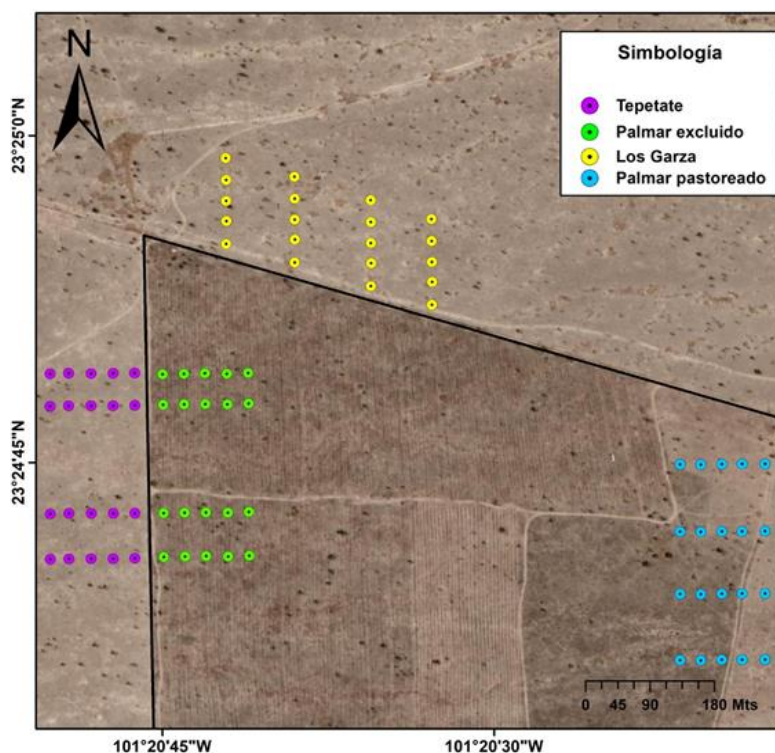 N
Simbología
Tepetate
Palmar excluido
Los Garza
Palmar pastoreado
23°25'0"N
23°24'45"N
0 45 90 180 Mts
101°20'45"W
101°20'30"W